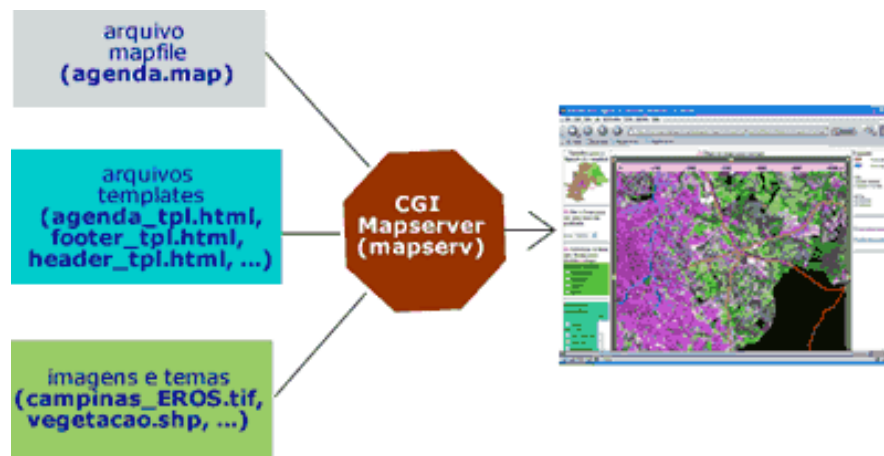 arquivo
mapfile
(agenda.map)
arquivos
templates
(agenda_tpl.html,
footer_tpl.html,
header_tpl.html, ...)
imagens e temas
(campinas_EROS.tif,
vegetacao.shp, ...)
CGI
Mapserver
(mapserv)